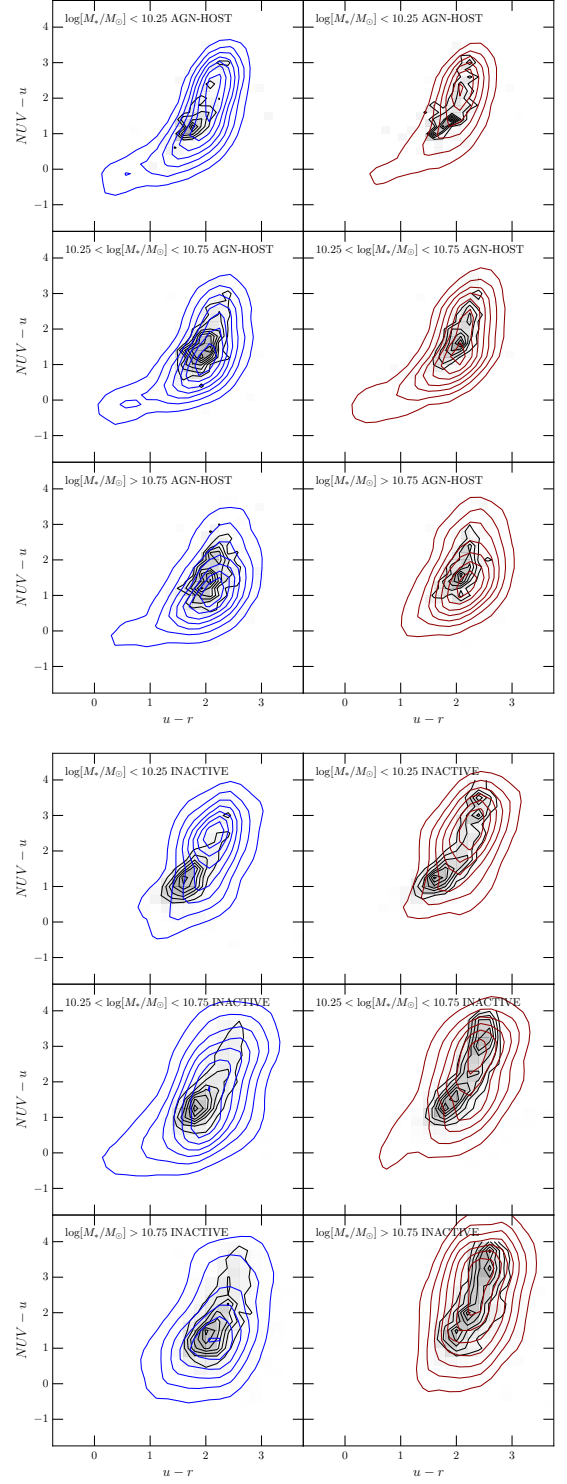 log[M∗/M⊙] < 10.25 AGN-HOST
log[M∗/M⊙] < 10.25 AGN-HOST
4
3
2
1
0
−1
NUV − u
10.25 < log[M∗/M⊙] < 10.75 AGN-HOST
10.25 < log[M∗/M⊙] < 10.75 AGN-HOST
4
3
2
1
0
−1
NUV − u
log[M∗/M⊙] > 10.75 AGN-HOST
log[M∗/M⊙] > 10.75 AGN-HOST
4
3
2
1
0
−1
NUV − u
0 1 2 3
0 1 2 3
u − r
u − r
log[M∗/M⊙] < 10.25 INACTIVE
log[M∗/M⊙] < 10.25 INACTIVE
4
3
2
1
0
−1
NUV − u
10.25 < log[M∗/M⊙] < 10.75 INACTIVE
10.25 < log[M∗/M⊙] < 10.75 INACTIVE
4
3
2
1
0
−1
NUV − u
log[M∗/M⊙] > 10.75 INACTIVE
log[M∗/M⊙] > 10.75 INACTIVE
4
3
2
1
0
−1
NUV − u
0 1 2 3
0 1 2 3
u − r
u − r